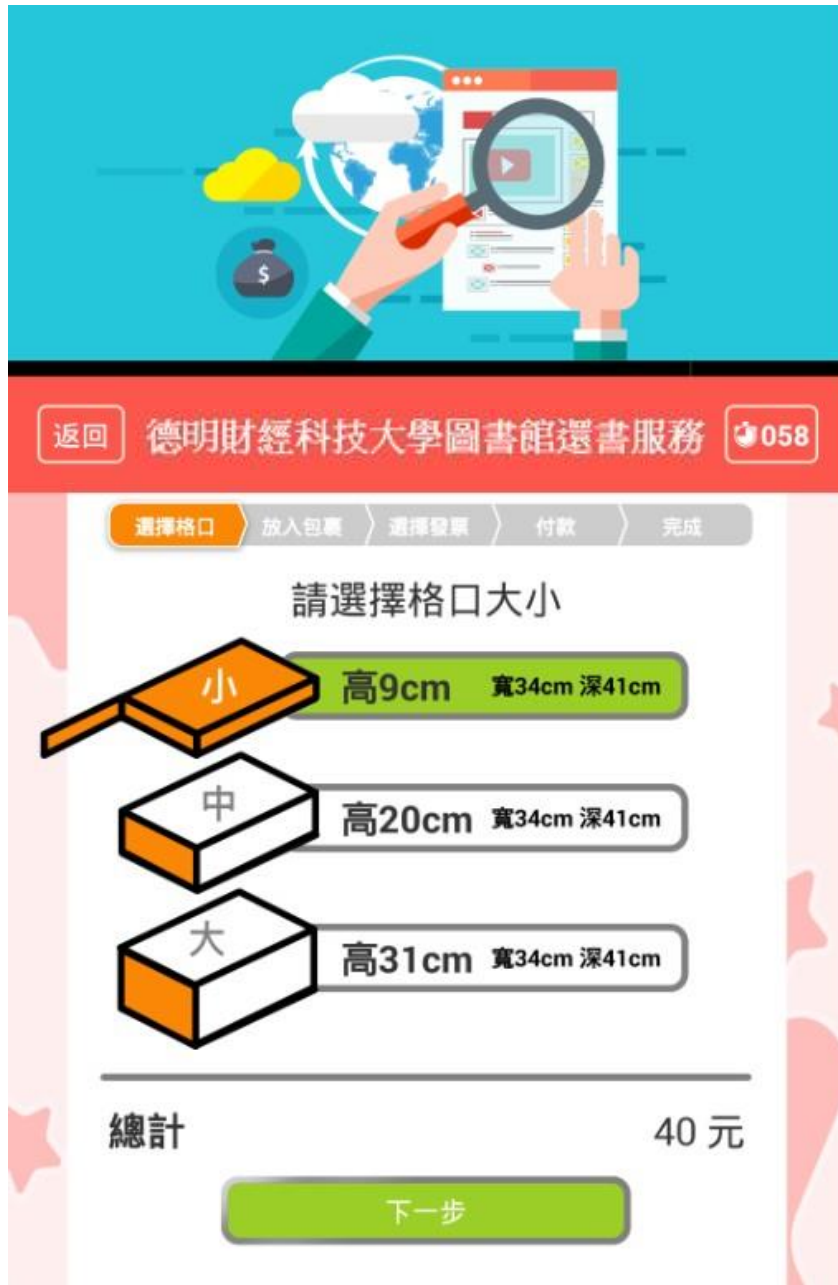 $
返回 德明財經科技大學圖書館還書服務 058
選擇格口 放入包裹 選擇發票 付款 完成
請選擇格口大小
小 高9cm 寬34cm 深41cm
中 高20cm 寬34cm 深41cm
大 高31cm 寬34cm 深41cm
總計 40 元
下一步